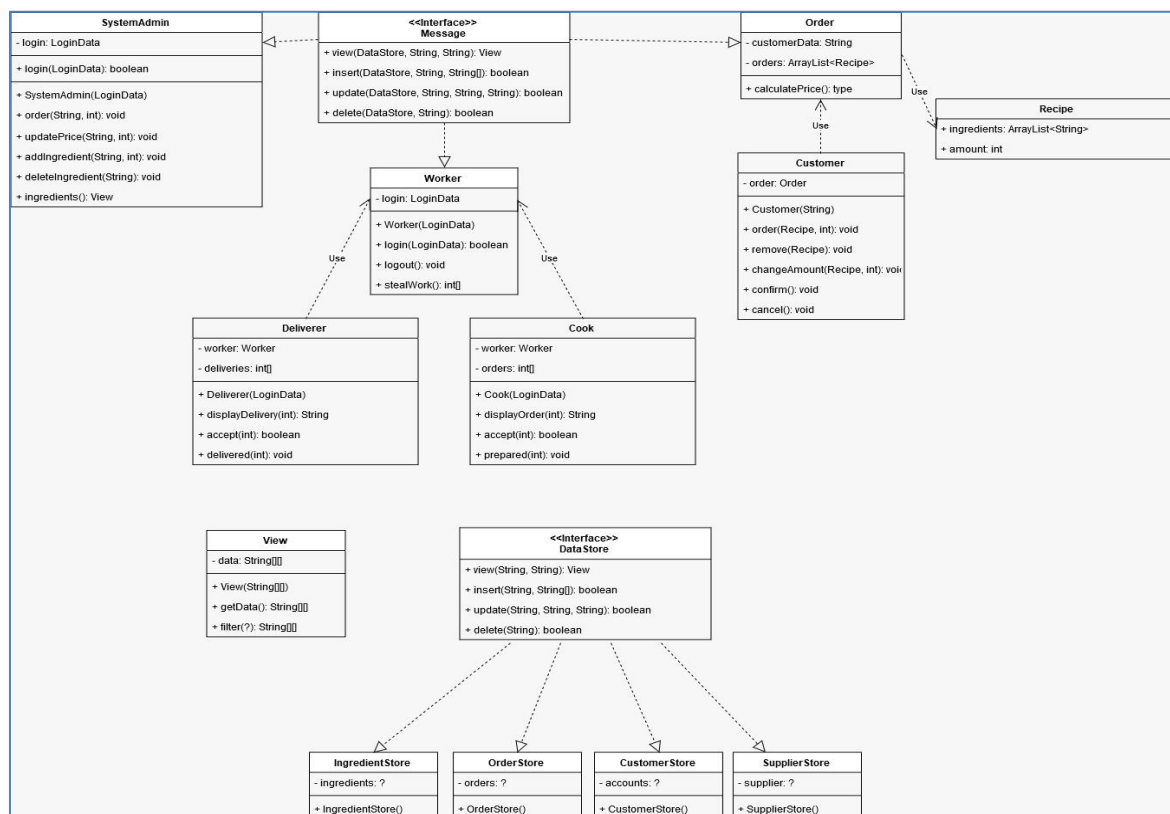 SystemAdmin
- login: LoginData
+ login(LoginData): boolean
+ SystemAdmin(LoginData)
+ order(String, int): void
+ updatePrice(String, int): void
+ addIngredient(String, int): void
+ deleteIngredient(String): void
+ ingredients(): View
<<Interface>>
Message
+ view(DataStore, String, String): View
+ insert(DataStore, String, String[]): boolean
+ update(DataStore, String, String, String): boolean
+ delete(DataStore, String): boolean
Order
- customerData: String
- orders: ArrayList<Recipe>
+ calculatePrice(): type
Use
Recipe
+ ingredients: ArrayList<String>
+ amount: int
Use
Customer
- order: Order
+ Customer(String)
+ order(Recipe, int): void
+ remove(Recipe): void
+ changeAmount(Recipe, int): voi
+ confirm(): void
+ cancel(): void
Worker
- login: LoginData
+ Worker(LoginData)
+ login(LoginData): boolean
+ logout(): void
+ stealWork(): int[]
Use
Use
Deliverer
- worker: Worker
- deliveries: int[]
+ Deliverer(LoginData)
+ displayDelivery(int): String
+ accept(int): boolean
+ delivered(int): void
Cook
- worker: Worker
- orders: int[]
+ Cook(LoginData)
+ displayOrder(int): String
+ accept(int): boolean
+ prepared(int): void
View
- data: String[][]
+ View(String[][])
+ getData(): String[][]
+ filter(?): String[][]
<<Interface>>
DataStore
+ view(String, String): View
+ insert(String, String[]): boolean
+ update(String, String, String): boolean
+ delete(String): boolean
IngredientStore
- ingredients: ?
+ IngredientStore()
OrderStore
- orders: ?
+ OrderStore()
CustomerStore
- accounts: ?
+ CustomerStore()
SupplierStore
- supplier: ?
+ SupplierStore()